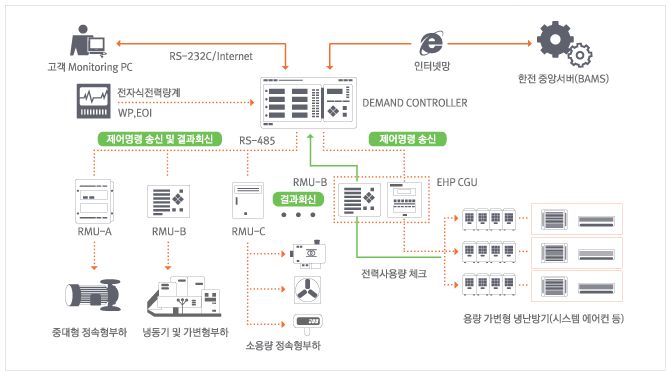 RS-232C/Internet
고객 Monitoring PC
인터넷망
한전 중앙서버(BAMS)
전자식전력량계
WP,EOI
DEMAND CONTROLLER
제어명령 송신 및 결과회신
RS-485
제어명령 송신
RMU-B
EHP CGU
결과회신
RMU-A
RMU-B
RMU-C
전력사용량 체크
중대형 정속형부하
냉동기 및 가변형부하
소용량 정속형부하
용량 가변형 냉난방기(시스템 에어컨 등)